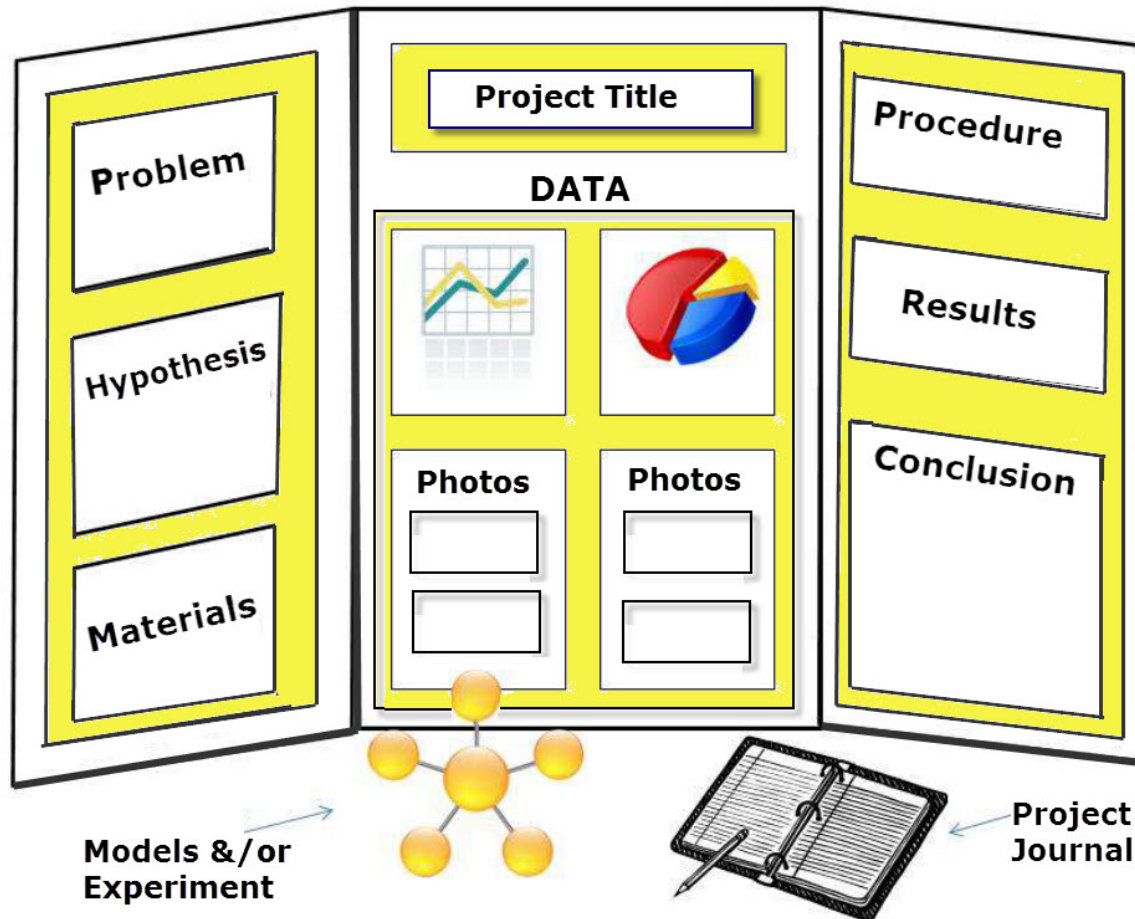 Project Title
Problem
Hypothesis
Materials
DATA
Photos
Photos
Procedure
Results
Conclusion
Models &/or
Experiment
Project
Journal